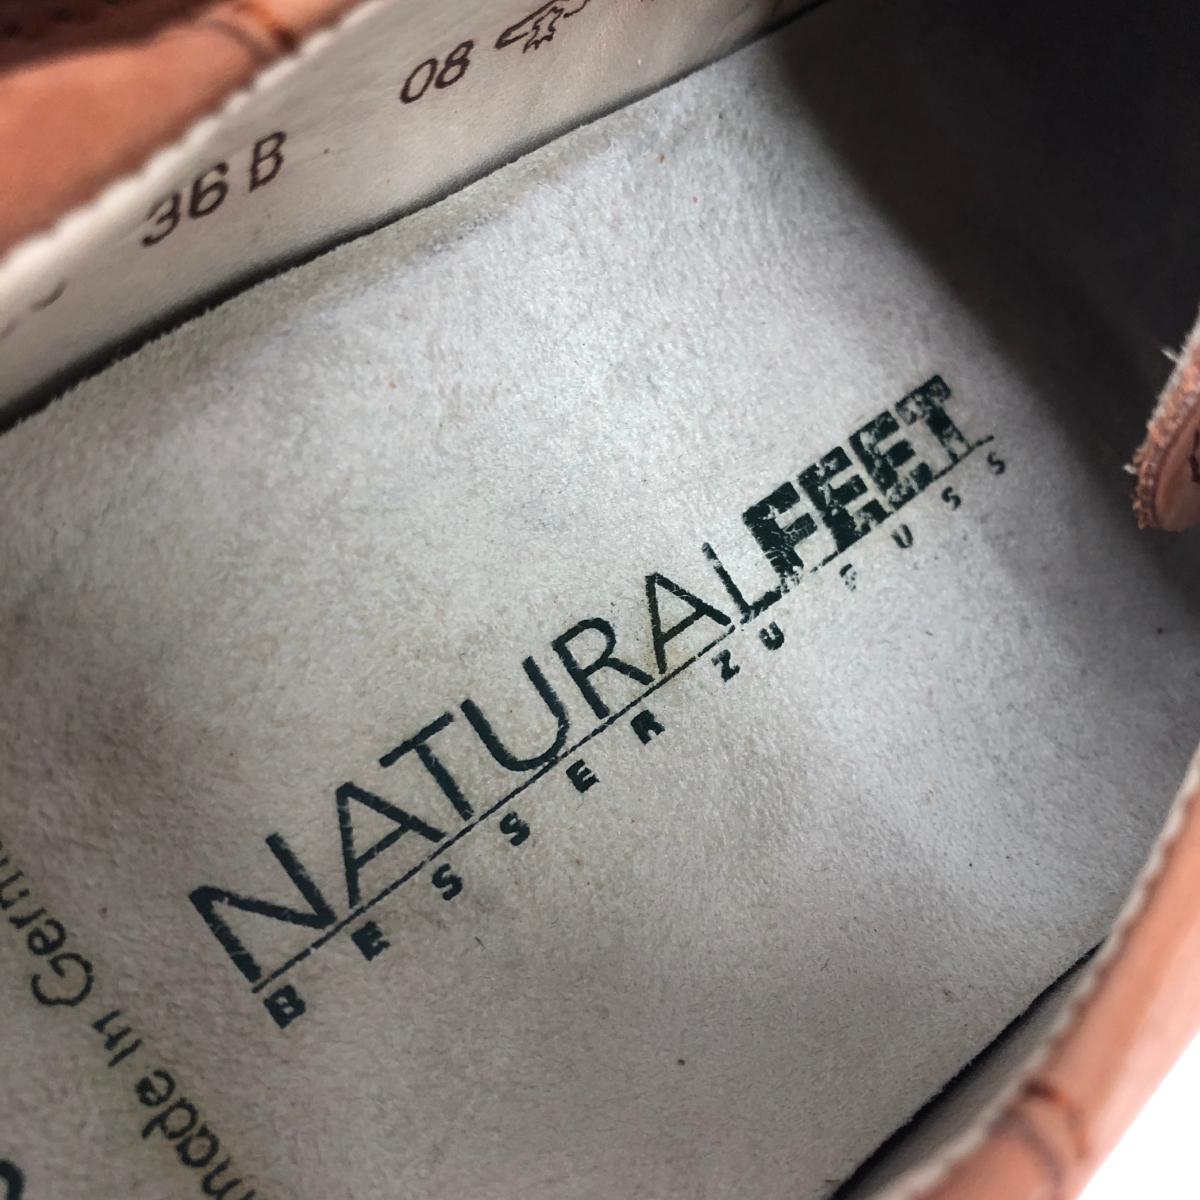 36 B 08
NATURALFEET
BESSER ZU FUSS
made in Germ